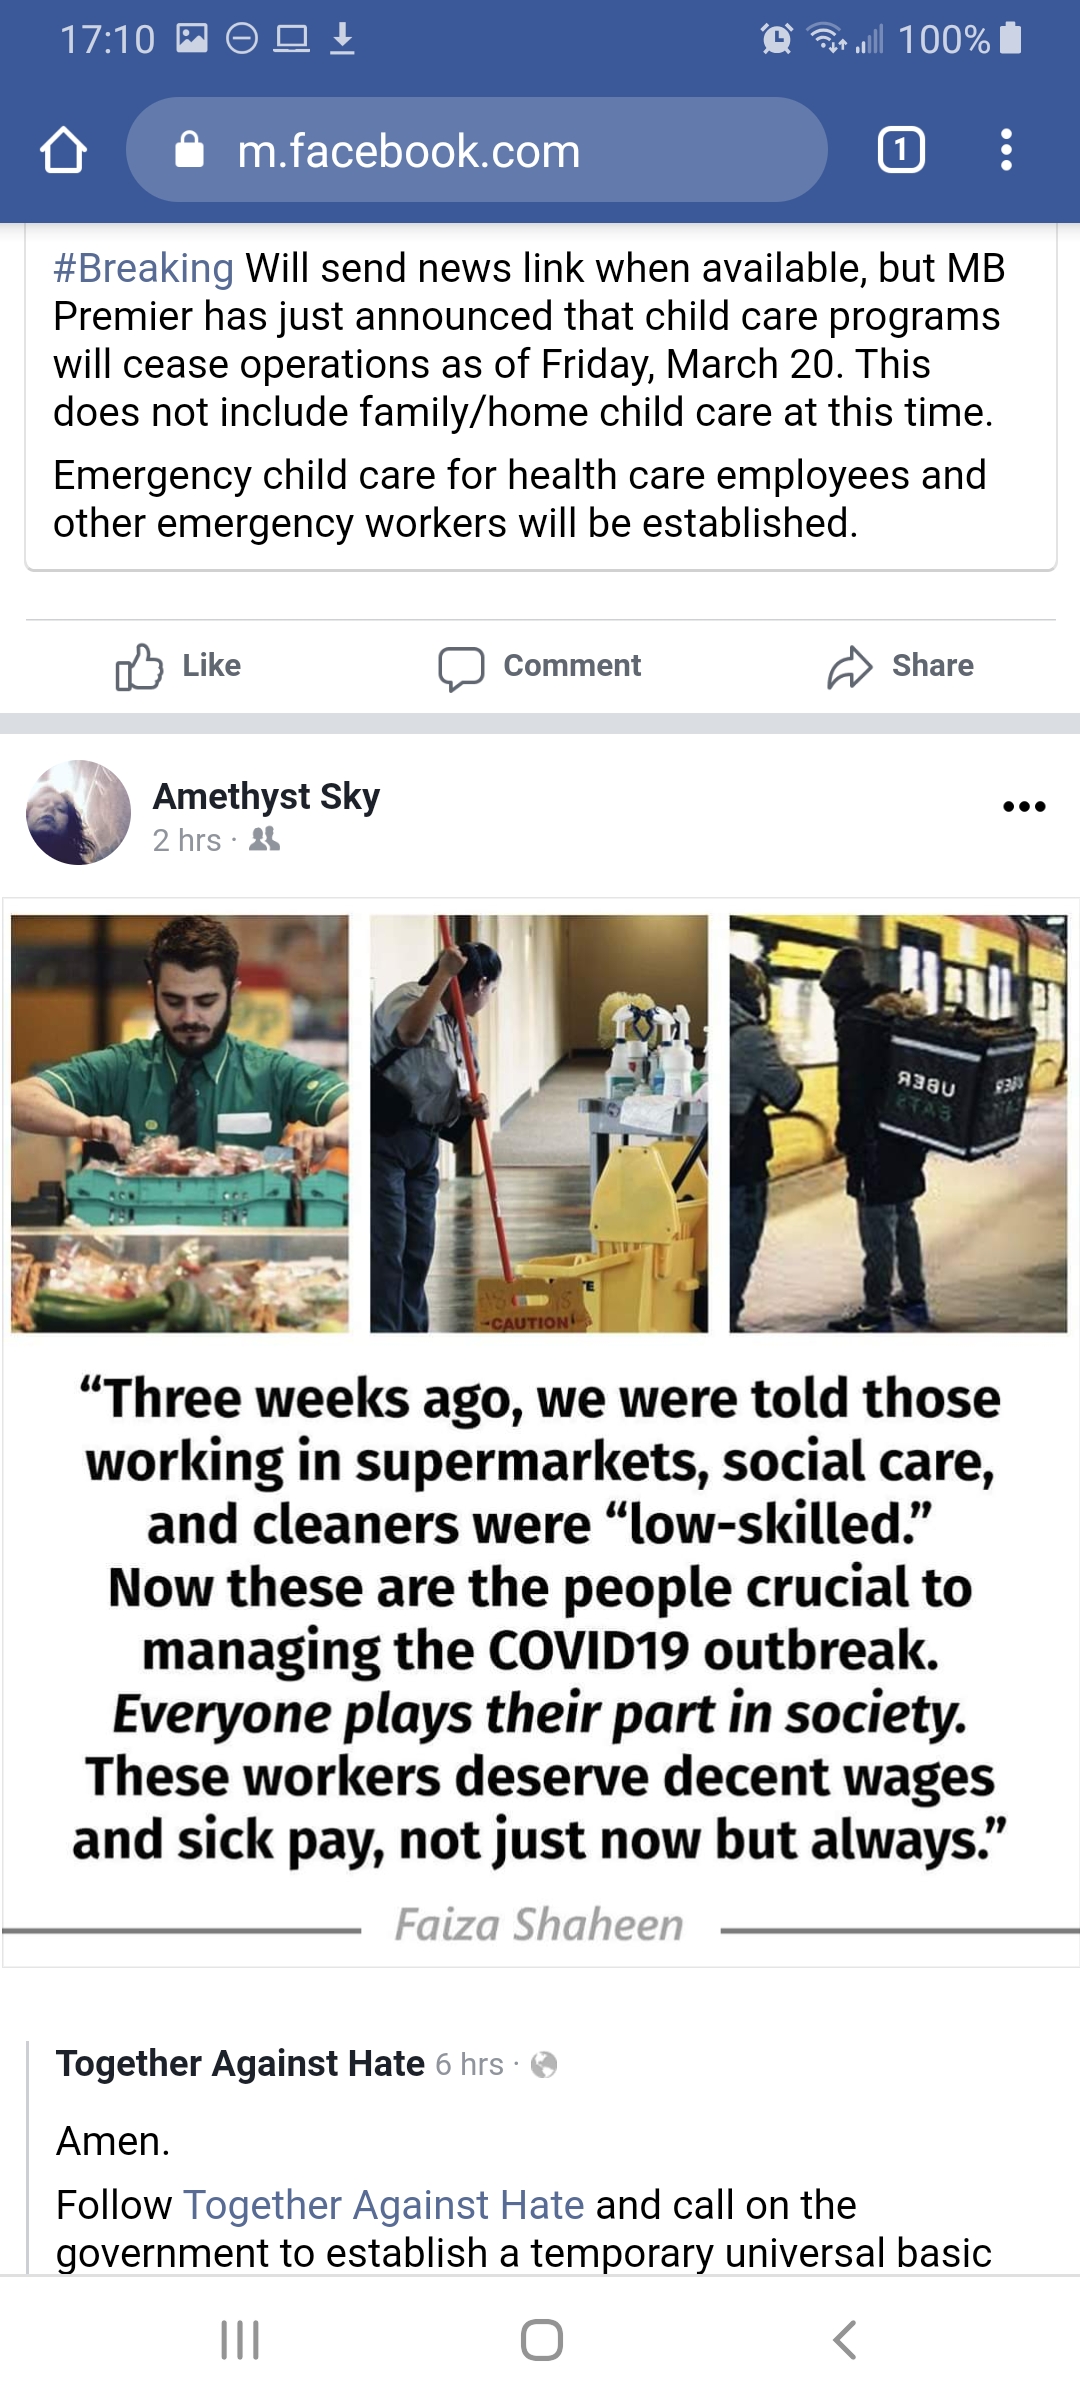 17:10
100%
m.facebook.com
1
#Breaking Will send news link when available, but MB
Premier has just announced that child care programs
will cease operations as of Friday, March 20. This
does not include family/home child care at this time.
Emergency child care for health care employees and
other emergency workers will be established.
Like
Comment
Share
Amethyst Sky
2 hrs ·
UBER
EATS
UBER
CAUTION
“Three weeks ago, we were told those
working in supermarkets, social care,
and cleaners were “low-skilled.”
Now these are the people crucial to
managing the COVID19 outbreak.
Everyone plays their part in society.
These workers deserve decent wages
and sick pay, not just now but always.”
Faiza Shaheen
Together Against Hate 6 hrs ·
Amen.
Follow Together Against Hate and call on the
government to establish a temporary universal basic